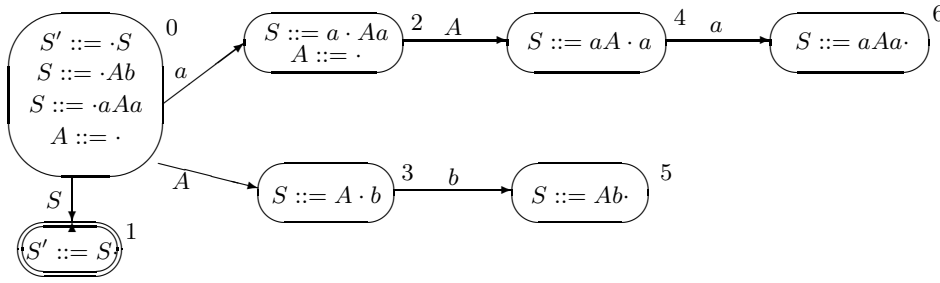 0
S' ::= ·S
S ::= ·Ab
S ::= ·aAa
A ::= ·
a
2
S ::= a · Aa
A ::= ·
A
4
S ::= aA · a
a
6
S ::= aAa·
A
3
S ::= A · b
b
5
S ::= Ab·
S
1
S' ::= S·